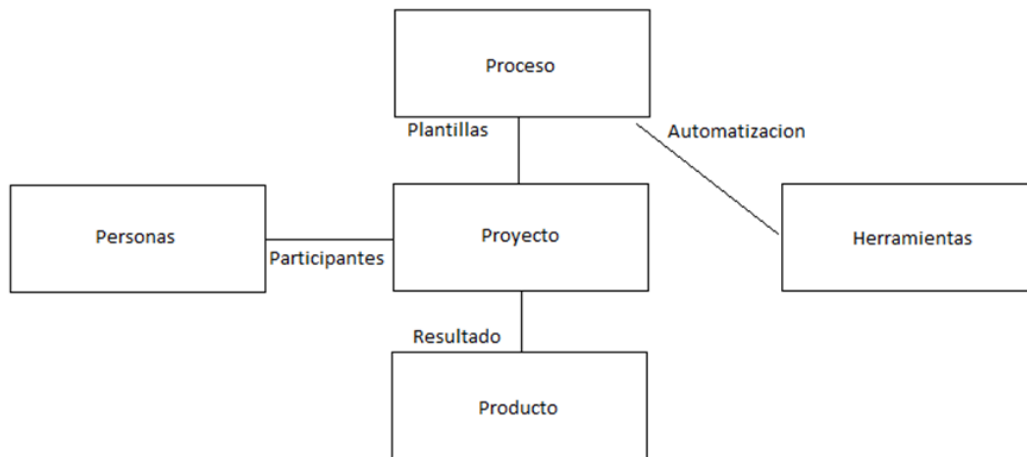 Proceso
Plantillas
Automatizacion
Personas
Proyecto
Herramientas
Participantes
Resultado
Producto